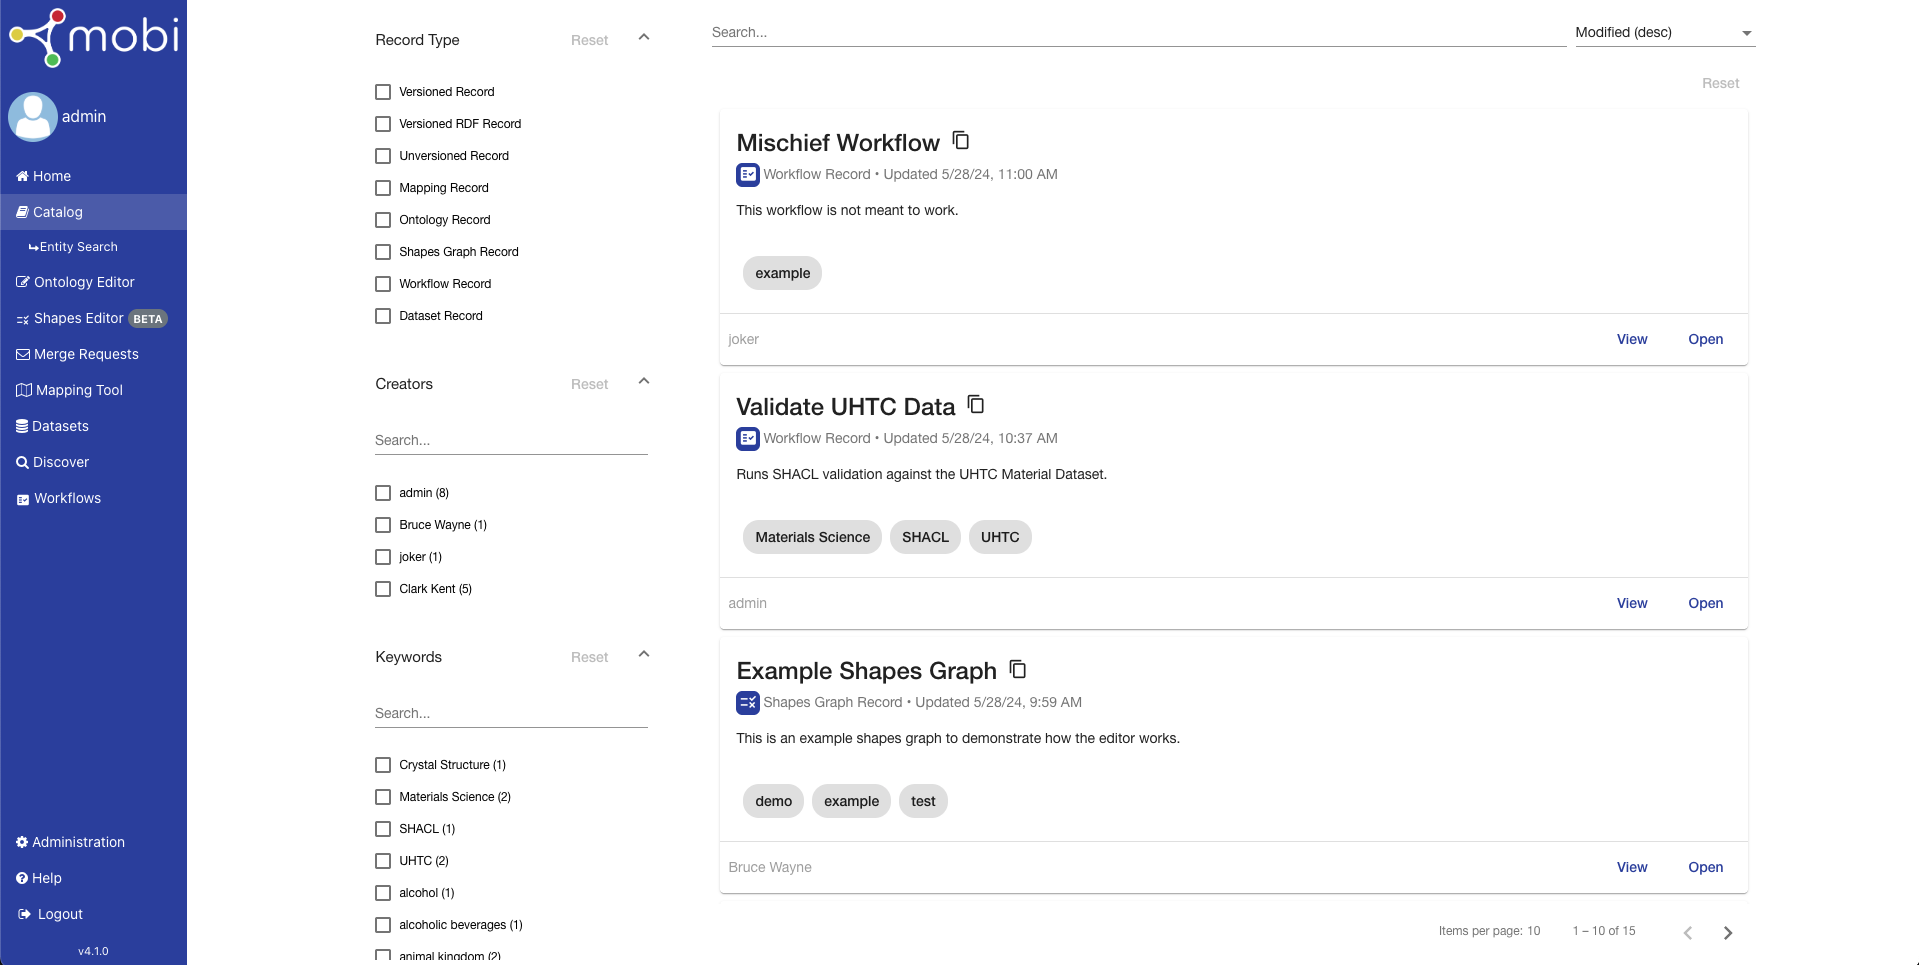 mobi
admin
Home
Catalog
Entity Search
Ontology Editor
Shapes Editor BETA
Merge Requests
Mapping Tool
Datasets
Discover
Workflows
Administration
Help
Logout
v4.1.0
Record Type Reset
Versioned Record
Versioned RDF Record
Unversioned Record
Mapping Record
Ontology Record
Shapes Graph Record
Workflow Record
Dataset Record
Creators Reset
Search...
admin (8)
Bruce Wayne (1)
joker (1)
Clark Kent (5)
Keywords Reset
Search...
Crystal Structure (1)
Materials Science (2)
SHACL (1)
UHTC (2)
alcohol (1)
alcoholic beverages (1)
animal kingdom (2)
Search... Modified (desc)
Reset
Mischief Workflow
Workflow Record • Updated 5/28/24, 11:00 AM
This workflow is not meant to work.
example
joker View Open
Validate UHTC Data
Workflow Record • Updated 5/28/24, 10:37 AM
Runs SHACL validation against the UHTC Material Dataset.
Materials Science SHACL UHTC
admin View Open
Example Shapes Graph
Shapes Graph Record • Updated 5/28/24, 9:59 AM
This is an example shapes graph to demonstrate how the editor works.
demo example test
Bruce Wayne View Open
Items per page: 10 1 – 10 of 15